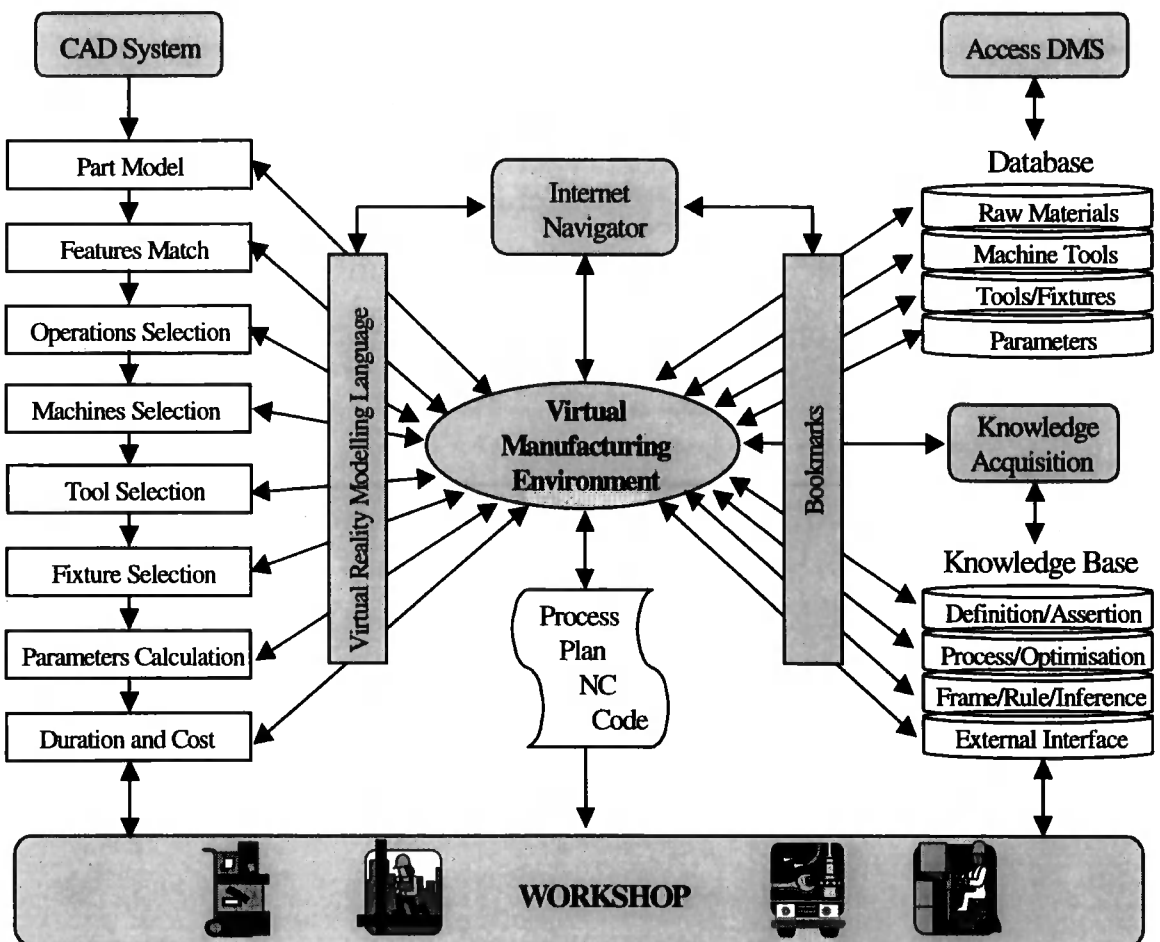 CAD System
Part Model
Features Match
Operations Selection
Machines Selection
Tool Selection
Fixture Selection
Parameters Calculation
Duration and Cost
Virtual Reality Modelling Language
Internet
Navigator
Virtual
Manufacturing
Environment
Process
Plan
NC
Code
Bookmarks
Access DMS
Database
Raw Materials
Machine Tools
Tools/Fixtures
Parameters
Knowledge
Acquisition
Knowledge Base
Definition/Assertion
Process/Optimisation
Frame/Rule/Inference
External Interface
WORKSHOP